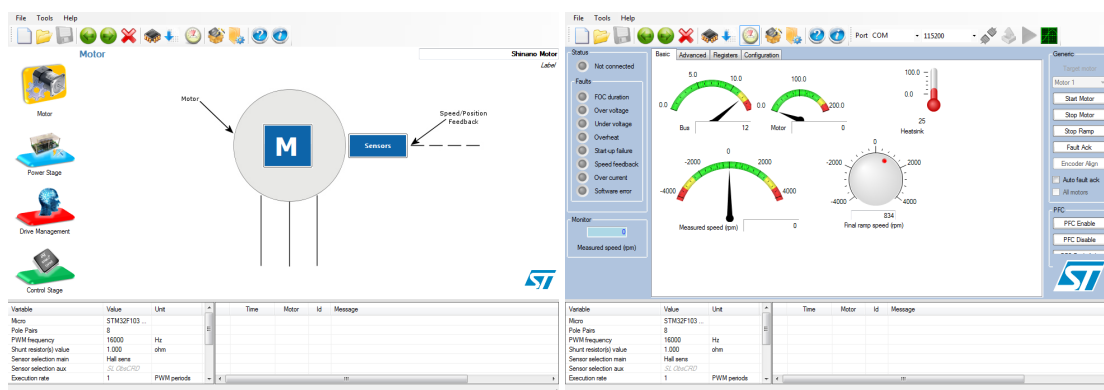 File Tools Help
Motor
Shinano Motor
Label
Motor
Motor
Speed/Position
Feedback
M
Sensors
Power Stage
Drive Management
Control Stage
ST
Variable Value Unit
Time Motor Id Message
Micro STM32F103 ...
Pole Pairs 8
PWM frequency 16000 Hz
Shunt resistor(s) value 1.000 ohm
Sensor selection main Hall sens
Sensor selection aux SL ObsCRD
Execution rate 1 PWM periods
File Tools Help
Port COM 115200
Status
Not connected
Faults
FOC duration
Over voltage
Under voltage
Overheat
Start-up failure
Speed feedback
Over current
Software error
Monitor
0
Measured speed (rpm)
Basic Advanced Registers Configuration
0.0 5.0 10.0
Bus 12
0.0 100.0 200.0
Motor 0
100.0
0.0
25
Heatsink
-4000 -2000 0 2000 4000
Measured speed (rpm) 0
-4000 -2000 0 2000 4000
834
Final ramp speed (rpm)
Generic
Target motor
Motor 1
Start Motor
Stop Motor
Stop Ramp
Fault Ack
Encoder Align
Auto fault ack
All motors
PFC
PFC Enable
PFC Disable
ST
Variable Value Unit
Time Motor Id Message
Micro STM32F103 ...
Pole Pairs 8
PWM frequency 16000 Hz
Shunt resistor(s) value 1.000 ohm
Sensor selection main Hall sens
Sensor selection aux SL ObsCRD
Execution rate 1 PWM periods